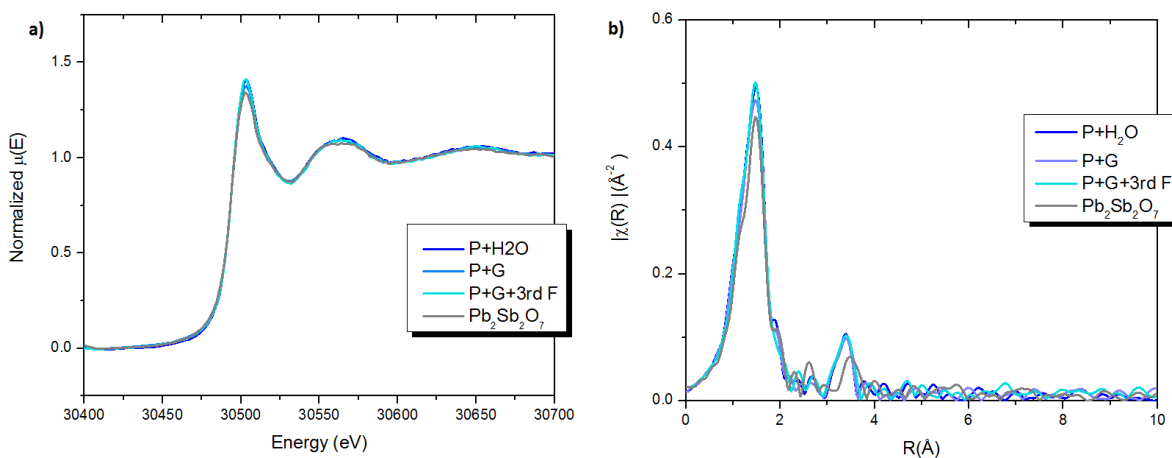 a)
1.5
1.0
0.5
0.0
Normalized μ(E)
P+H2O
P+G
P+G+3rd F
Pb₂Sb₂O₇
30400 30450 30500 30550 30600 30650 30700
Energy (eV)
b)
0.6
0.4
0.2
0.0
|χ(R) |(Å⁻²)
P+H₂O
P+G
P+G+3rd F
Pb₂Sb₂O₇
0 2 4 6 8 10
R(Å)